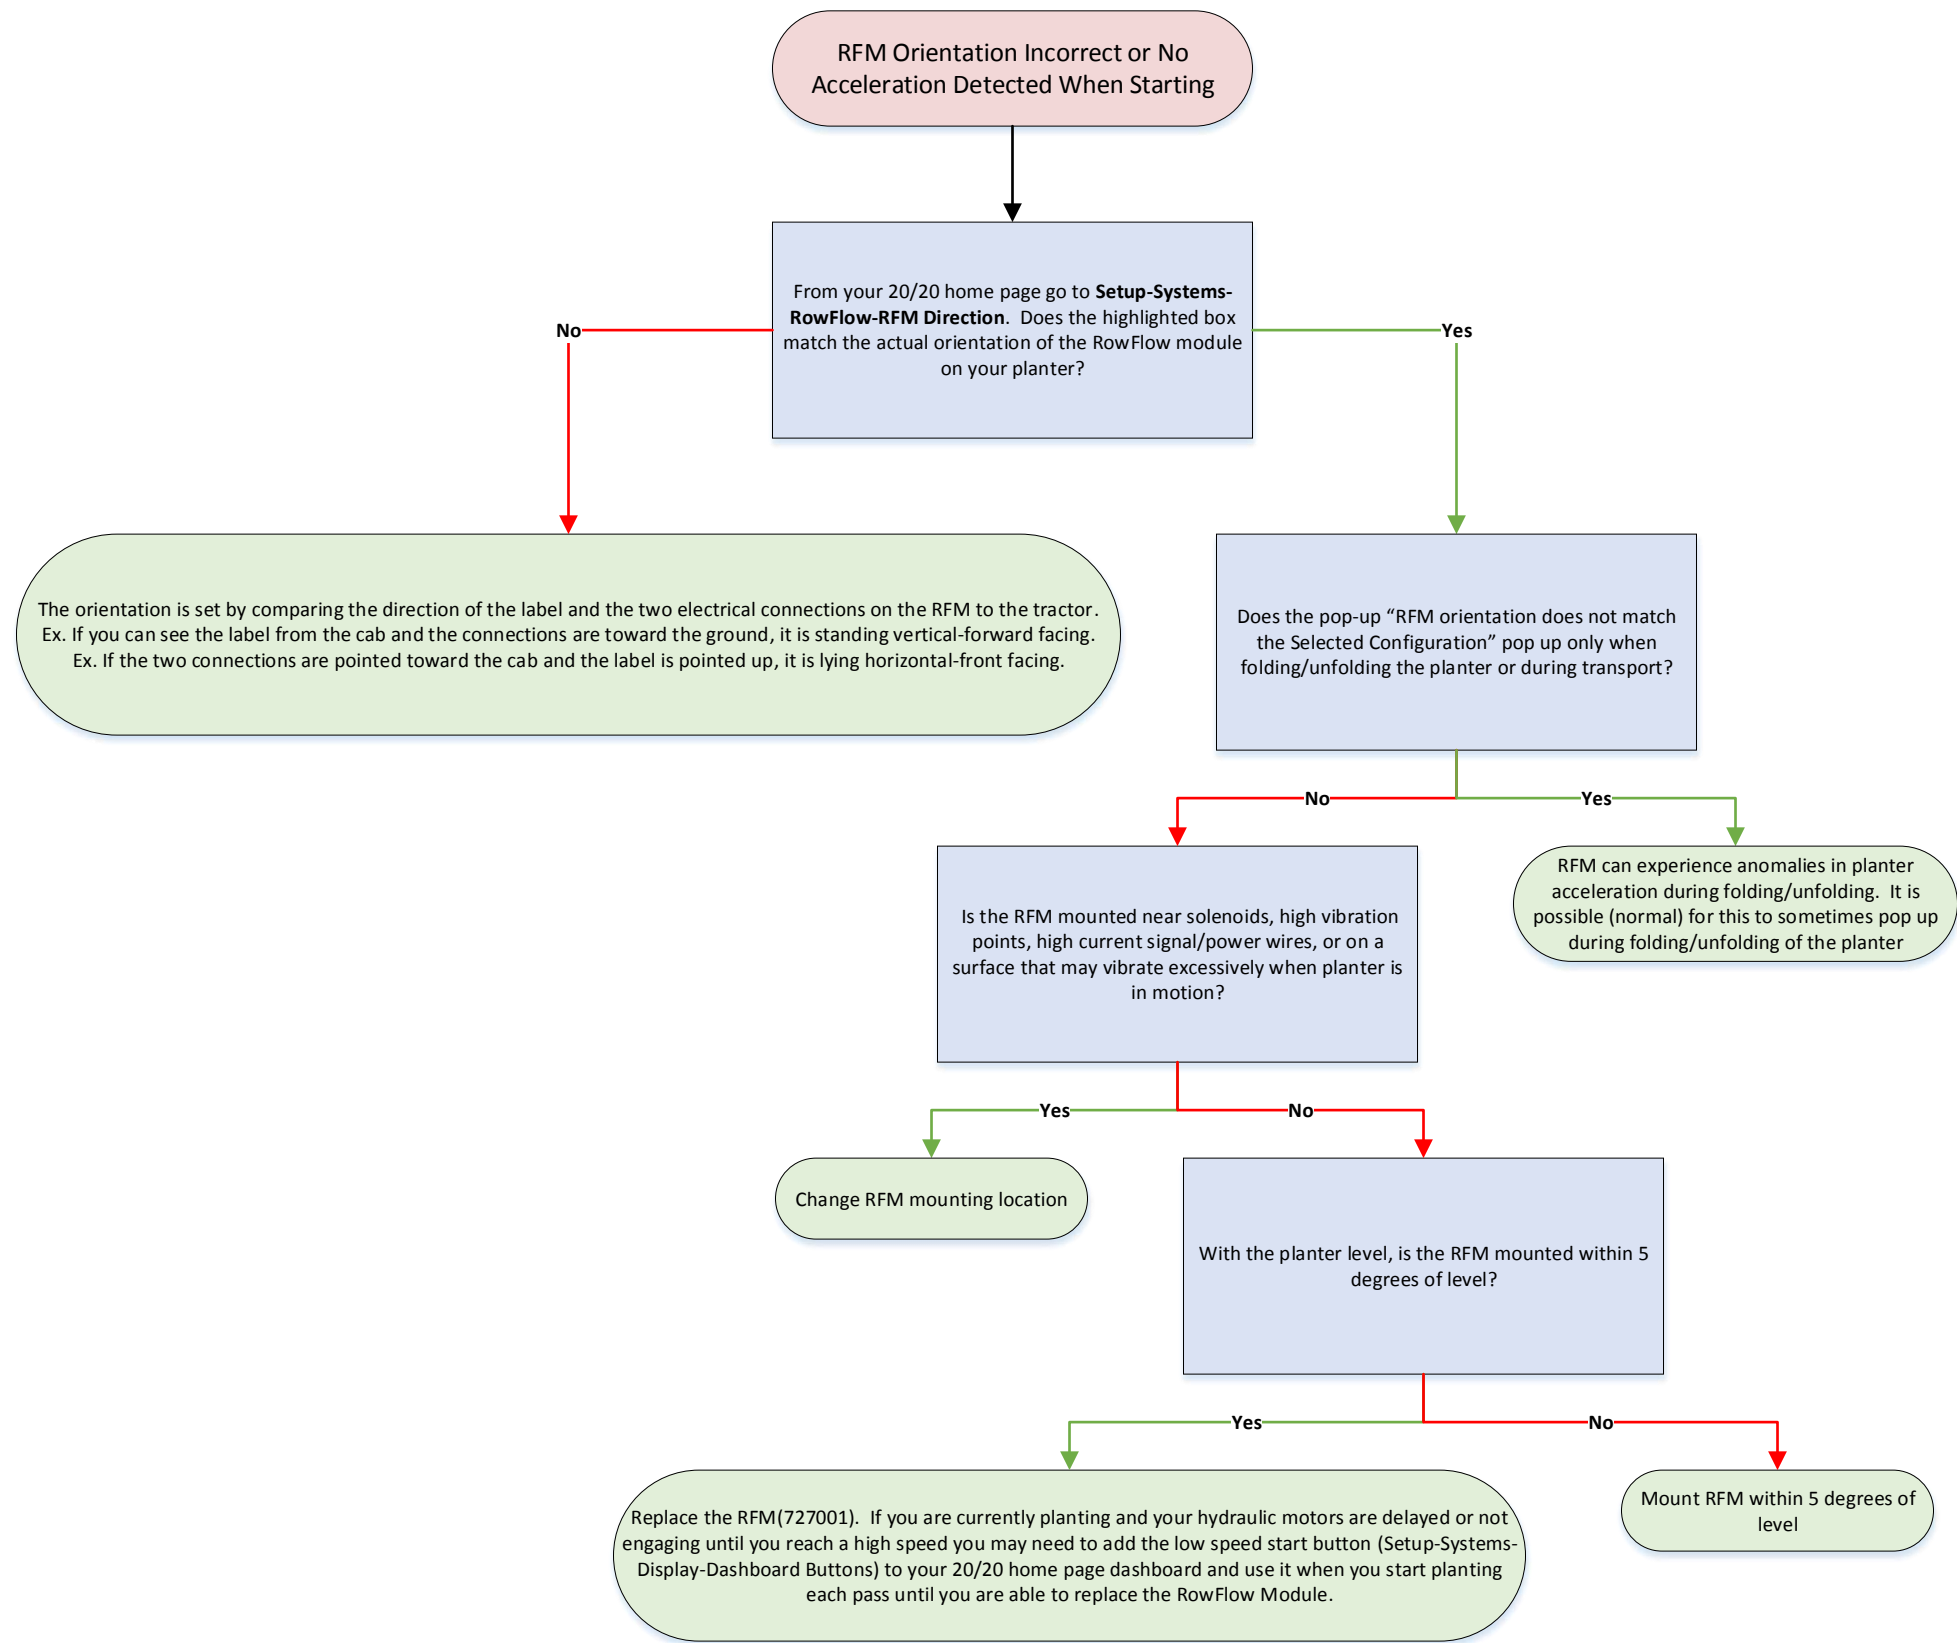 RFM Orientation Incorrect or No
Acceleration Detected When Starting
From your 20/20 home page go to Setup-Systems-
RowFlow-RFM Direction.  Does the highlighted box
match the actual orientation of the RowFlow module
on your planter?
No
Yes
The orientation is set by comparing the direction of the label and the two electrical connections on the RFM to the tractor.
Ex. If you can see the label from the cab and the connections are toward the ground, it is standing vertical-forward facing.
Ex. If the two connections are pointed toward the cab and the label is pointed up, it is lying horizontal-front facing.
Does the pop-up “RFM orientation does not match
the Selected Configuration” pop up only when
folding/unfolding the planter or during transport?
No
Yes
Is the RFM mounted near solenoids, high vibration
points, high current signal/power wires, or on a
surface that may vibrate excessively when planter is
in motion?
RFM can experience anomalies in planter
acceleration during folding/unfolding.  It is
possible (normal) for this to sometimes pop up
during folding/unfolding of the planter
Yes
No
Change RFM mounting location
With the planter level, is the RFM mounted within 5
degrees of level?
Yes
No
Replace the RFM(727001).  If you are currently planting and your hydraulic motors are delayed or not
engaging until you reach a high speed you may need to add the low speed start button (Setup-Systems-
Display-Dashboard Buttons) to your 20/20 home page dashboard and use it when you start planting
each pass until you are able to replace the RowFlow Module.
Mount RFM within 5 degrees of
level